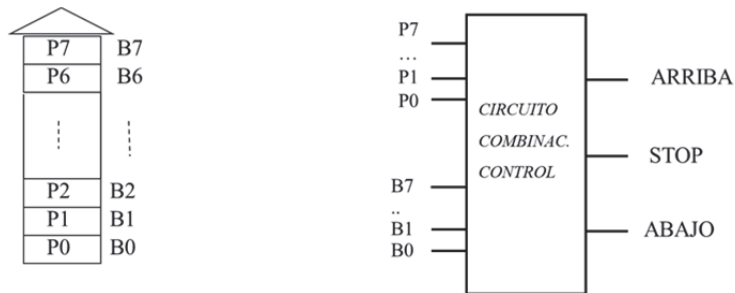 P7 B7
P6 B6
P2 B2
P1 B1
P0 B0
P7
...
P1
P0
B7
..
B1
B0
CIRCUITO
COMBINAC.
CONTROL
ARRIBA
STOP
ABAJO